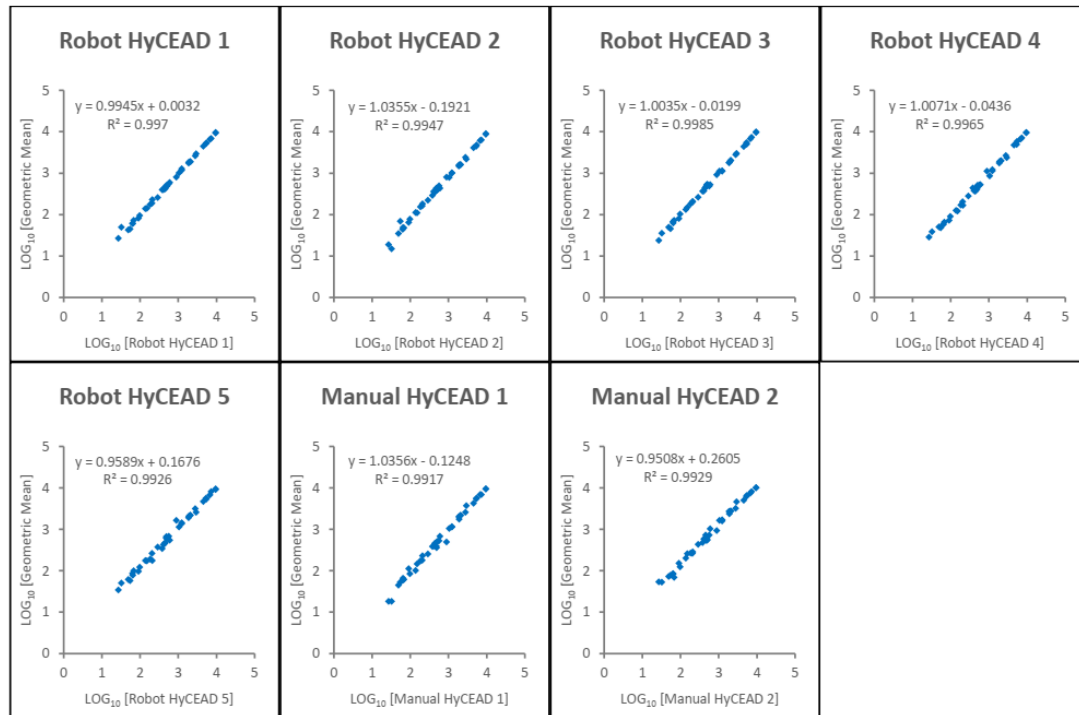 Robot HyCEAD 1
y = 0.9945x + 0.0032
R² = 0.997
LOG₁₀ [Geometric Mean]
5
4
3
2
1
0
0 1 2 3 4 5
LOG₁₀ [Robot HyCEAD 1]
Robot HyCEAD 2
y = 1.0355x - 0.1921
R² = 0.9947
LOG₁₀ [Geometric Mean]
5
4
3
2
1
0
0 1 2 3 4 5
LOG₁₀ [Robot HyCEAD 2]
Robot HyCEAD 3
y = 1.0035x - 0.0199
R² = 0.9985
LOG₁₀ [Geometric Mean]
5
4
3
2
1
0
0 1 2 3 4 5
LOG₁₀ [Robot HyCEAD 3]
Robot HyCEAD 4
y = 1.0071x - 0.0436
R² = 0.9965
LOG₁₀ [Geometric Mean]
5
4
3
2
1
0
0 1 2 3 4 5
LOG₁₀ [Robot HyCEAD 4]
Robot HyCEAD 5
y = 0.9589x + 0.1676
R² = 0.9926
LOG₁₀ [Geometric Mean]
5
4
3
2
1
0
0 1 2 3 4 5
LOG₁₀ [Robot HyCEAD 5]
Manual HyCEAD 1
y = 1.0356x - 0.1248
R² = 0.9917
LOG₁₀ [Geometric Mean]
5
4
3
2
1
0
0 1 2 3 4 5
LOG₁₀ [Manual HyCEAD 1]
Manual HyCEAD 2
y = 0.9508x + 0.2605
R² = 0.9929
LOG₁₀ [Geometric Mean]
5
4
3
2
1
0
0 1 2 3 4 5
LOG₁₀ [Manual HyCEAD 2]